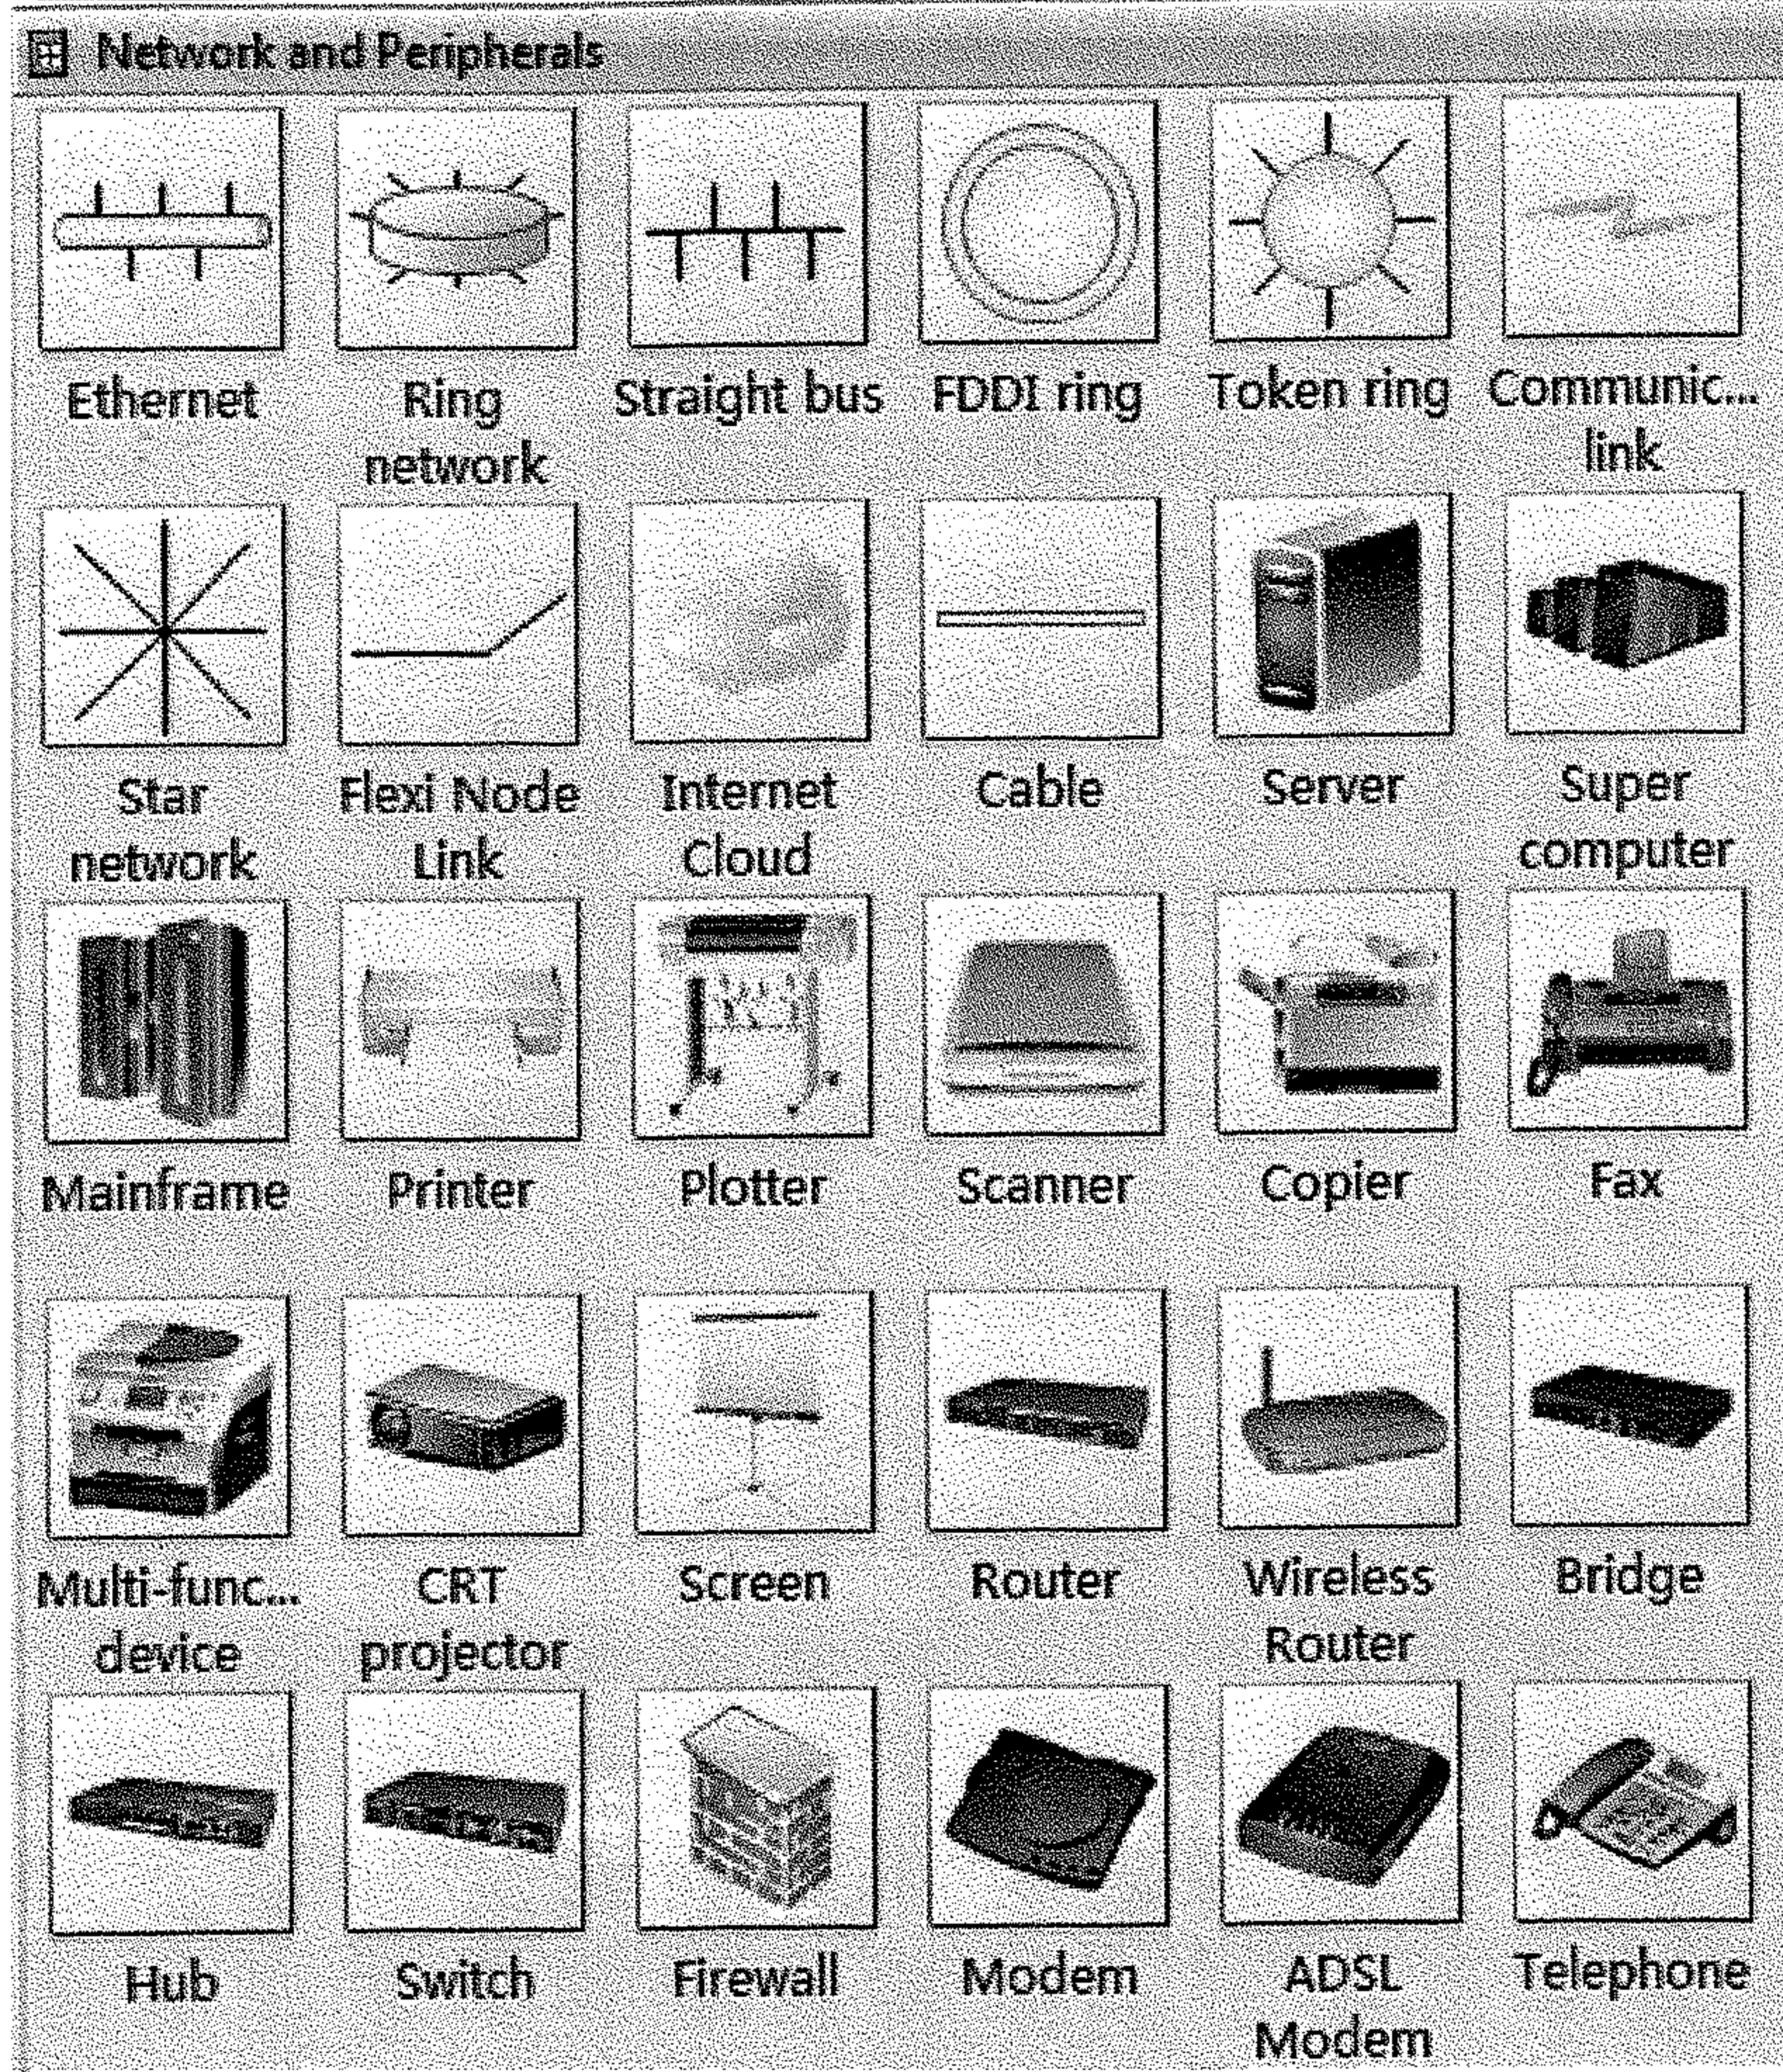 Network and Peripherals
Ethernet
Ring
network
Straight bus
FDDI ring
Token ring
Communic...
link
Star
network
Flexi Node
Link
Internet
Cloud
Cable
Server
Super
computer
Mainframe
Printer
Plotter
Scanner
Copier
Fax
Multi-func...
device
CRT
projector
Screen
Router
Wireless
Router
Bridge
Hub
Switch
Firewall
Modem
ADSL
Modem
Telephone